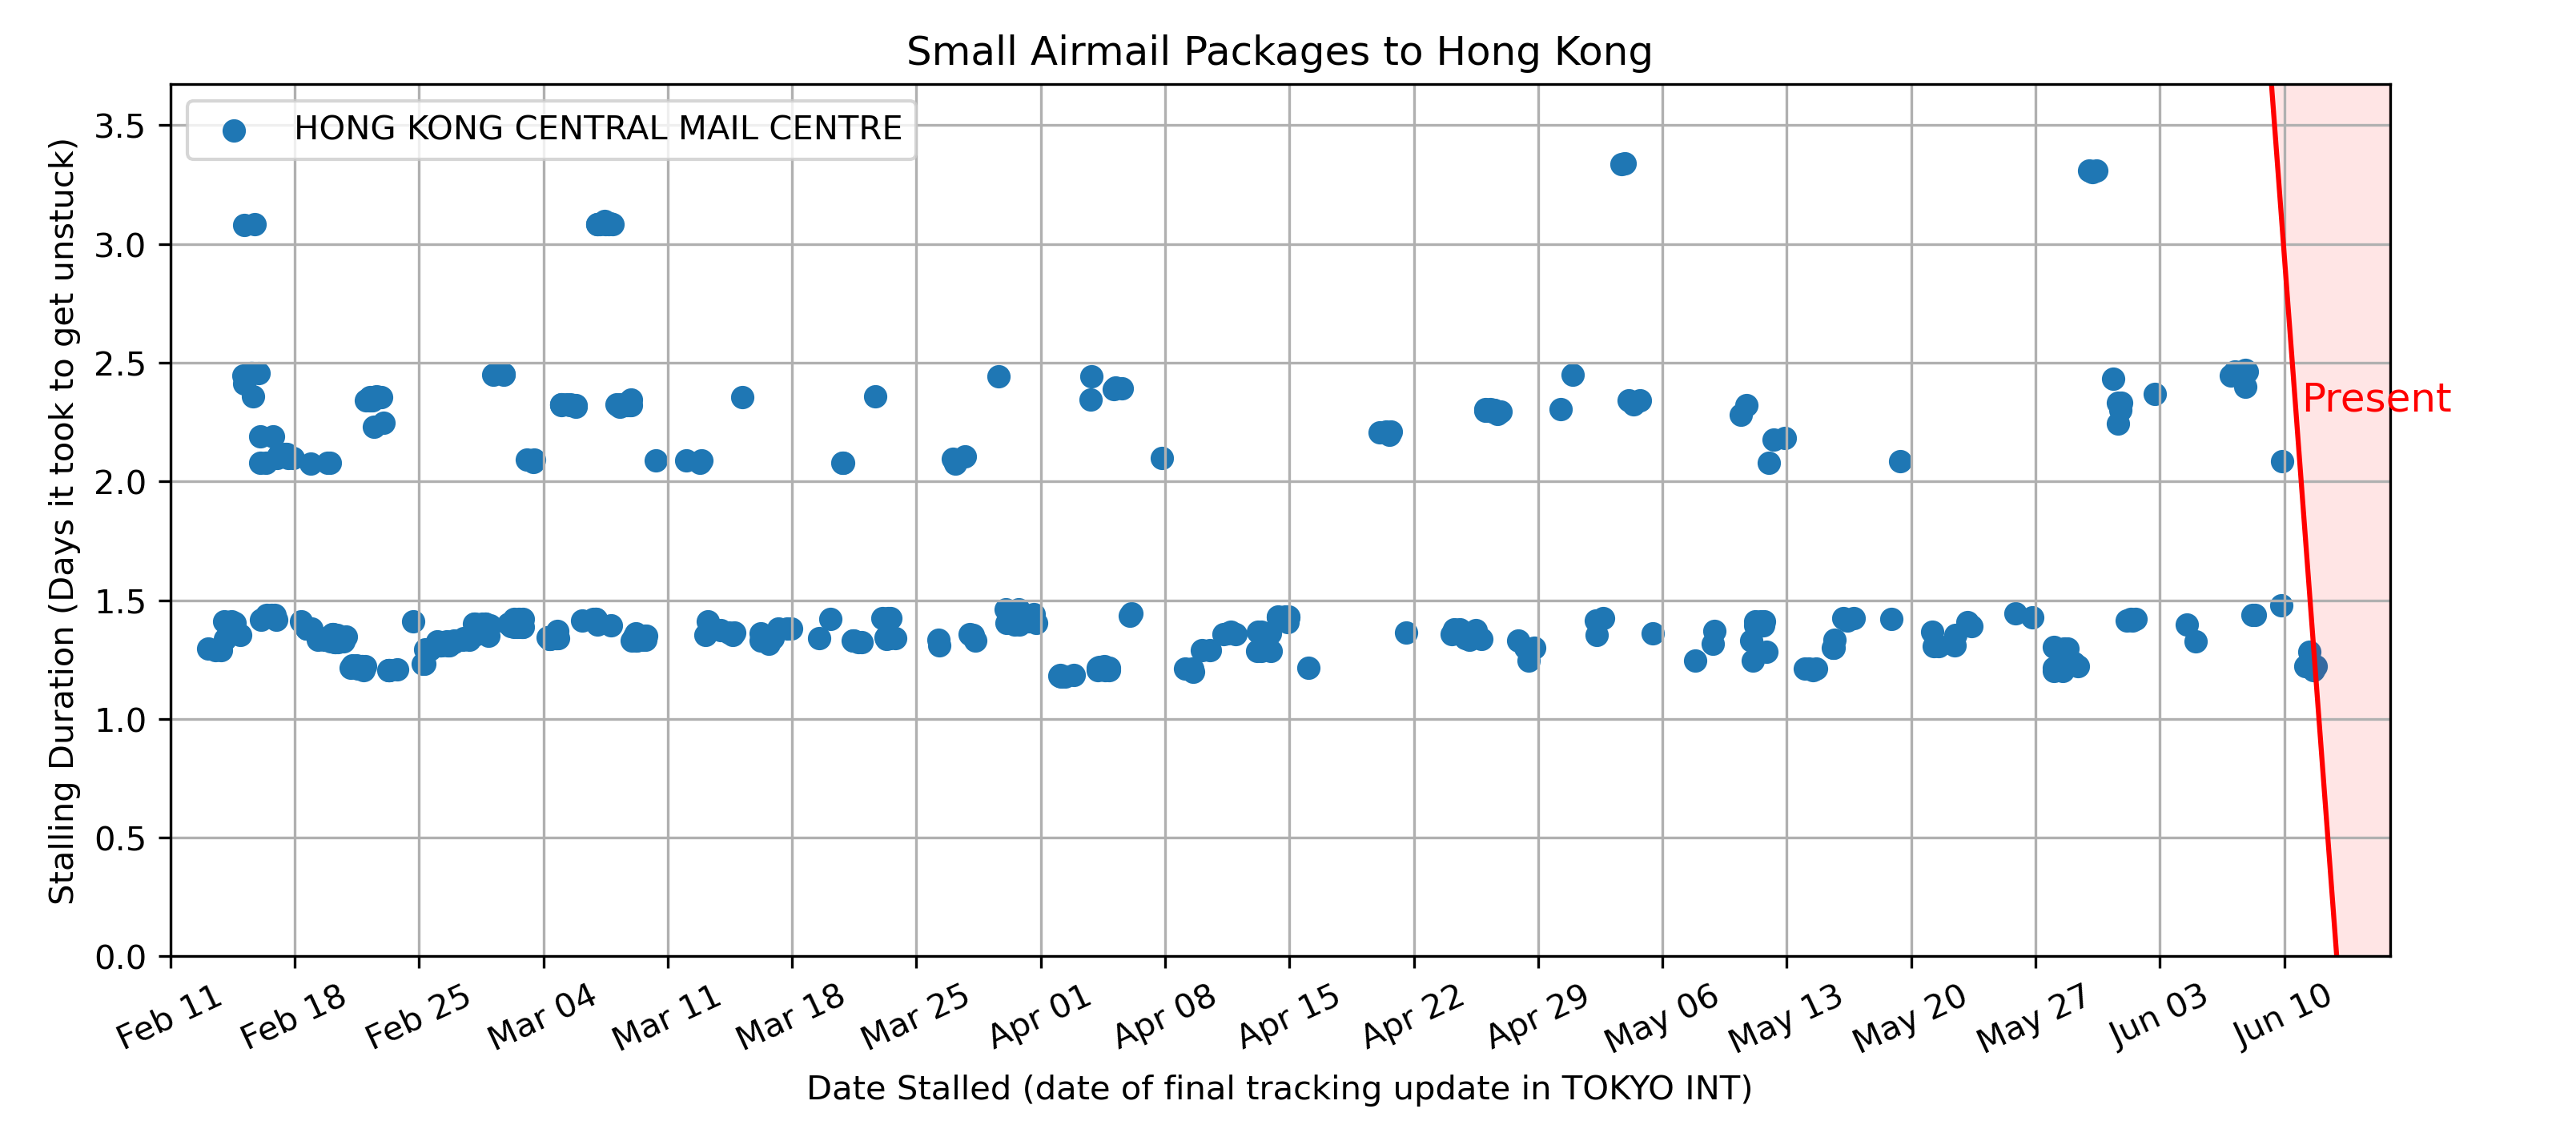 Small Airmail Packages to Hong Kong
HONG KONG CENTRAL MAIL CENTRE
Stalling Duration (Days it took to get unstuck)
3.5
3.0
2.5
2.0
1.5
1.0
0.5
0.0
Present
Feb 11
Feb 18
Feb 25
Mar 04
Mar 11
Mar 18
Mar 25
Apr 01
Apr 08
Apr 15
Apr 22
Apr 29
May 06
May 13
May 20
May 27
Jun 03
Jun 10
Date Stalled (date of final tracking update in TOKYO INT)